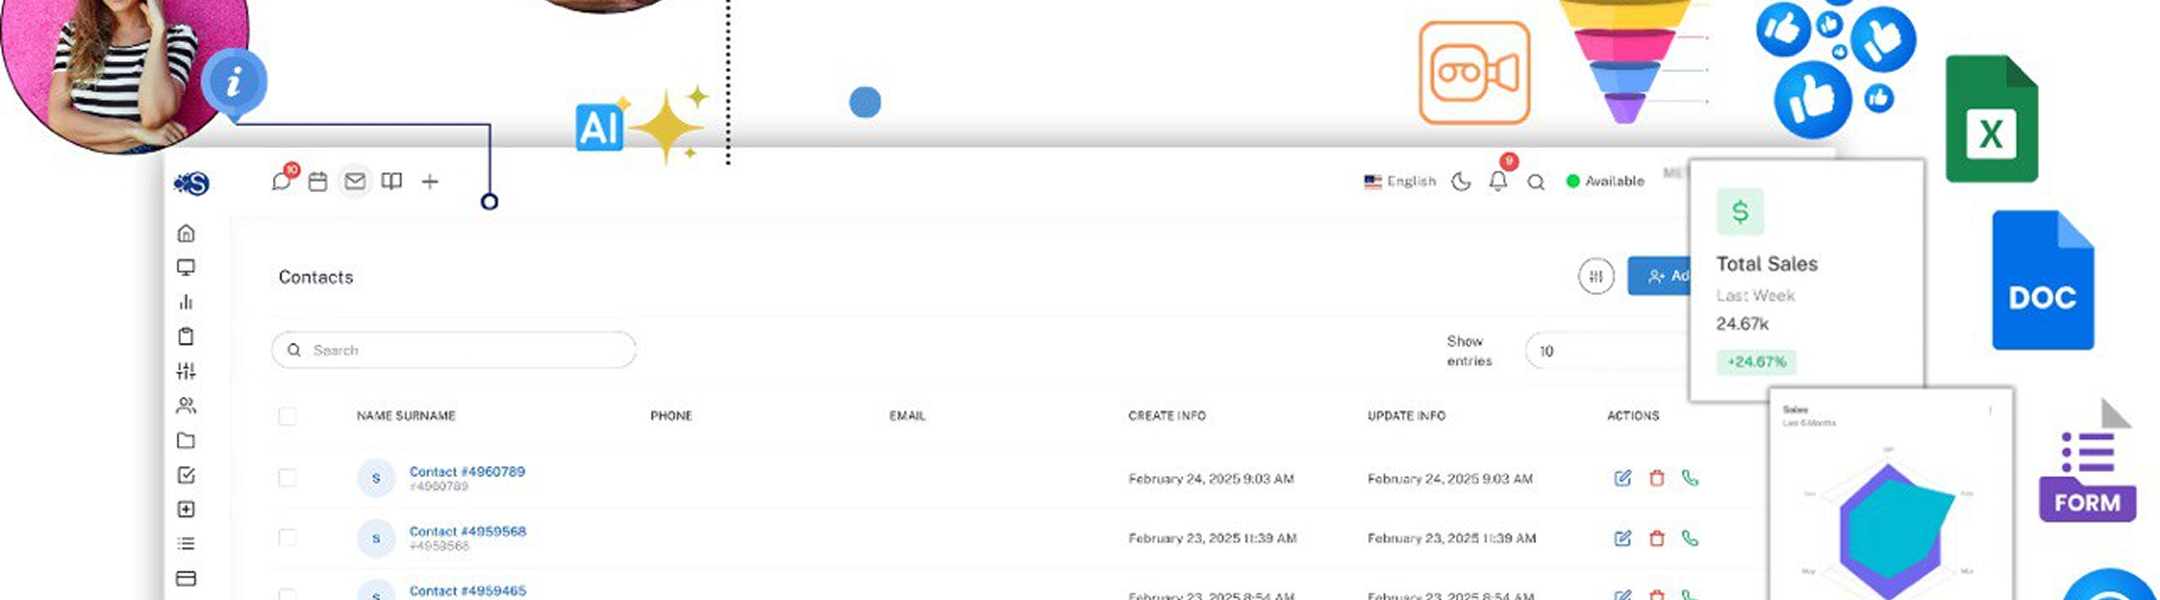 i
AI
X
10
9
English
Available
S
Contacts
Ad
$
Total Sales
Last Week
24.67k
+24.67%
DOC
Search
Show
entries
10
NAME SURNAME
PHONE
EMAIL
CREATE INFO
UPDATE INFO
ACTIONS
Sales
Last 6 Months
S
Contact #4960789
#4960789
February 24, 2025 9:03 AM
February 24, 2025 9:03 AM
FORM
S
Contact #4959568
#4959568
February 23, 2025 11:39 AM
February 23, 2025 11:39 AM
S
Contact #4959465
February 23, 2025 8:54 AM
February 23, 2025 8:54 AM